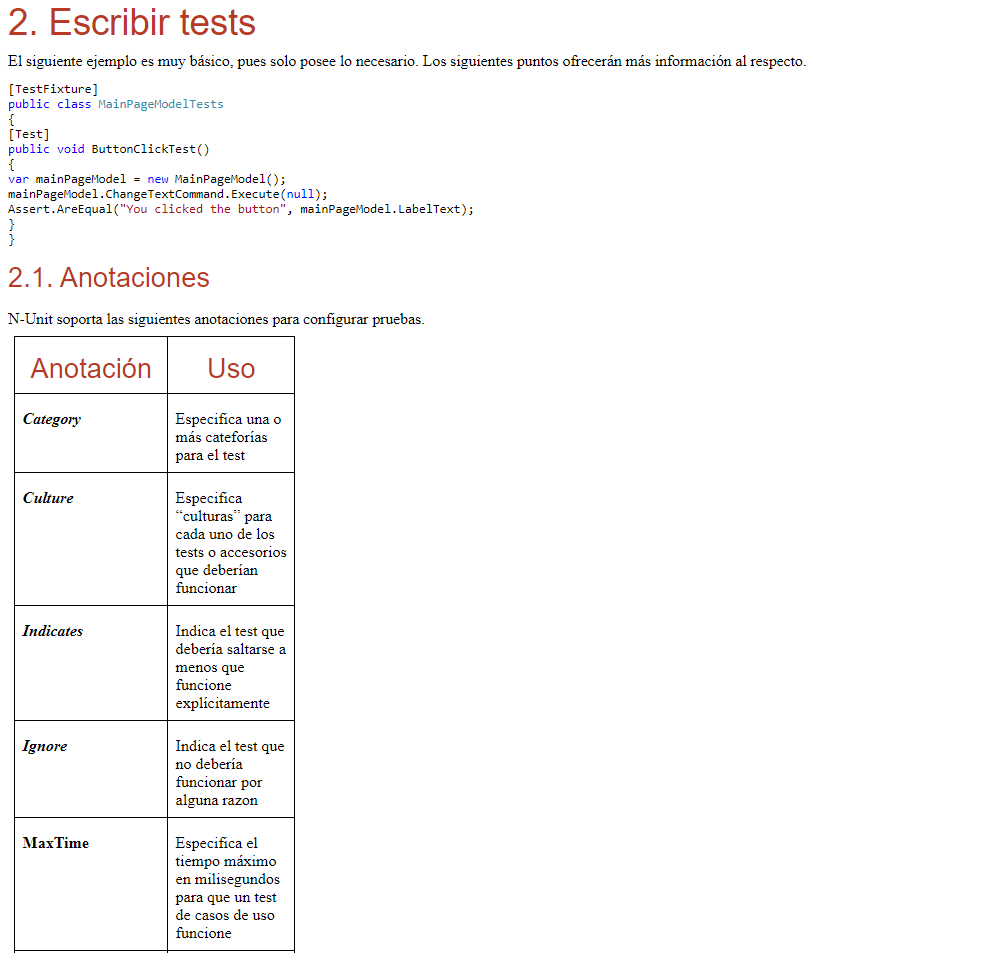 2. Escribir tests
El siguiente ejemplo es muy básico, pues solo posee lo necesario. Los siguientes puntos ofrecerán más información al respecto.
[TestFixture]
public class MainPageModelTests
{
[Test]
public void ButtonClickTest()
{
var mainPageModel = new MainPageModel();
mainPageModel.ChangeTextCommand.Execute(null);
Assert.AreEqual("You clicked the button", mainPageModel.LabelText);
}
}
2.1. Anotaciones
N-Unit soporta las siguientes anotaciones para configurar pruebas.
Anotación Uso
Category
Especifica una o
más cateforías
para el test
Culture
Especifica
“culturas” para
cada uno de los
tests o accesorios
que deberían
funcionar
Indicates
Indica el test que
debería saltarse a
menos que
funcione
explícitamente
Ignore
Indica el test que
no debería
funcionar por
alguna razon
MaxTime
Especifica el
tiempo máximo
en milisegundos
para que un test
de casos de uso
funcione